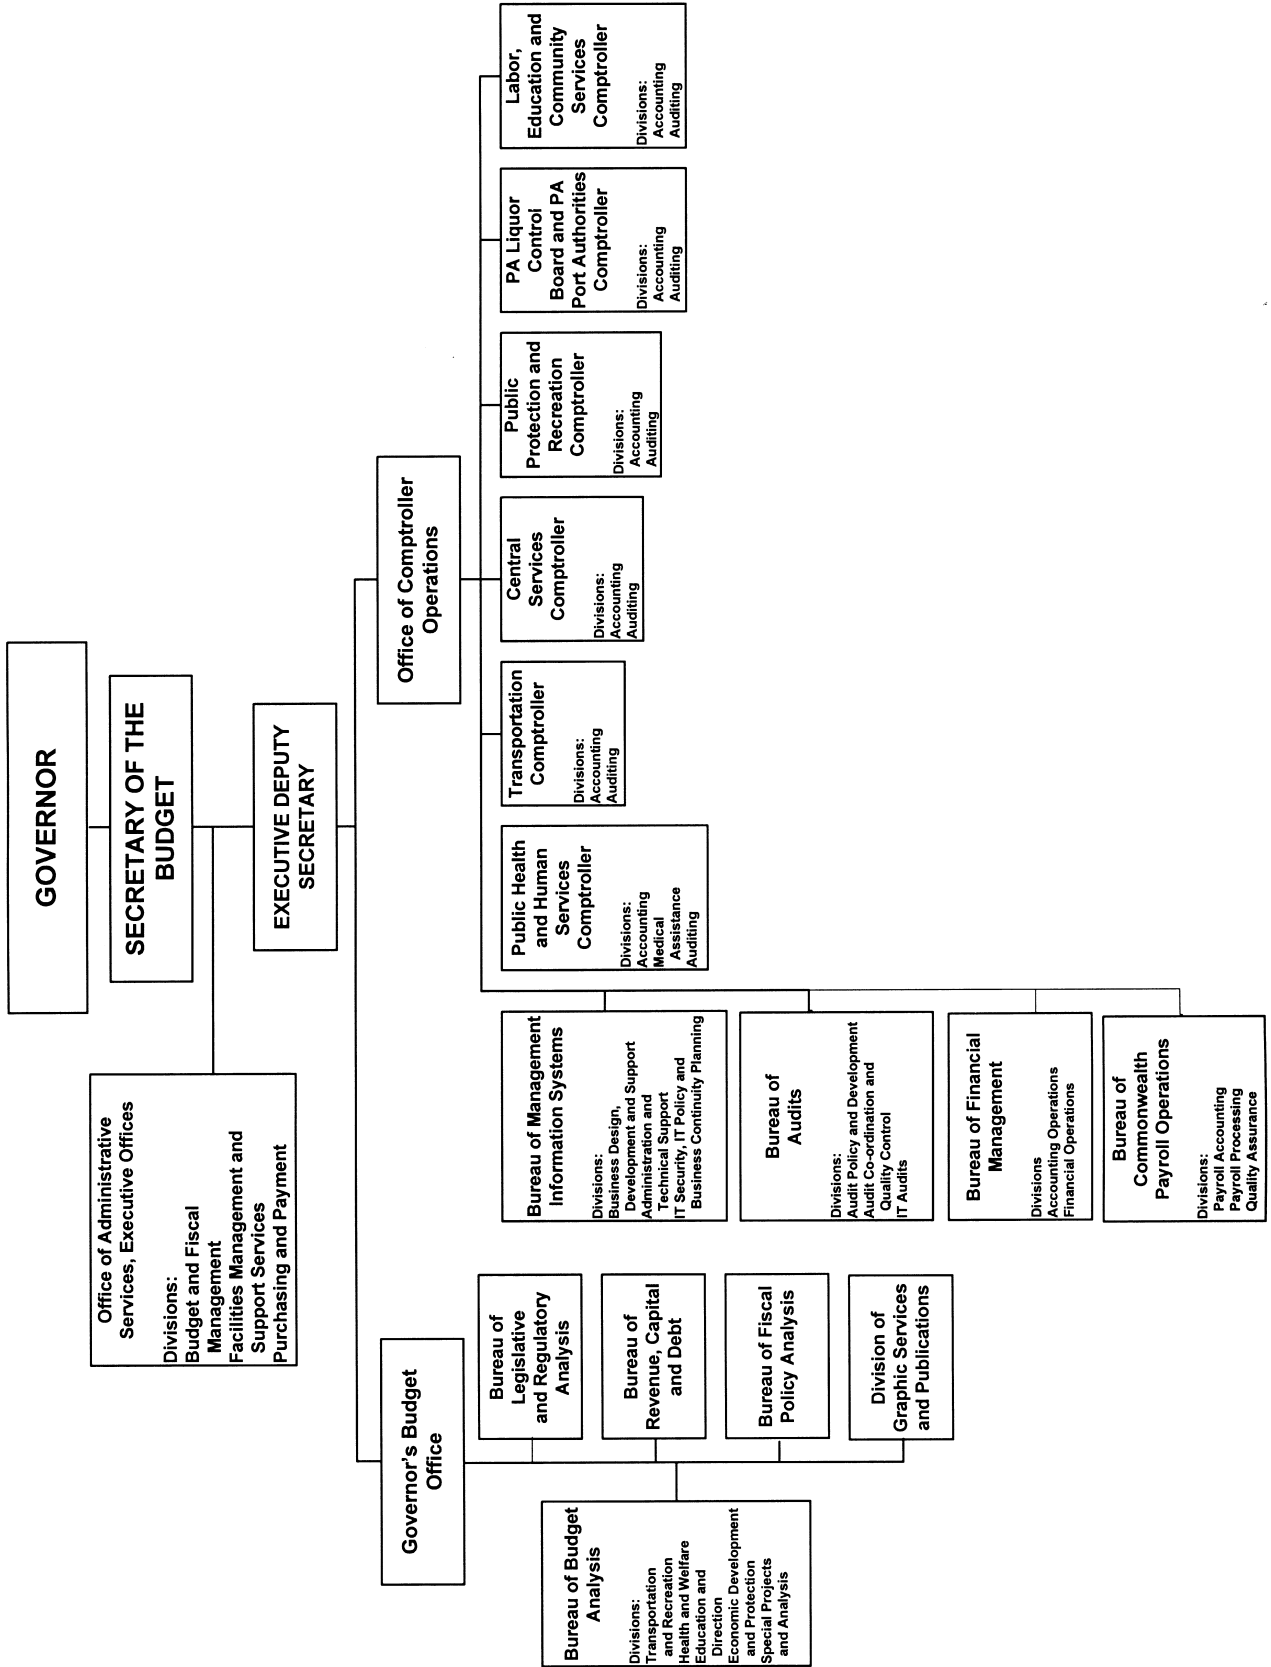 GOVERNOR
SECRETARY OF THE
BUDGET
Office of Administrative
Services, Executive Offices
Divisions:
Budget and Fiscal
Management
Facilities Management and
Support Services
Purchasing and Payment
EXECUTIVE DEPUTY
SECRETARY
Governor's Budget
Office
Office of Comptroller
Operations
Bureau of Budget
Analysis
Divisions:
Transportation
and Recreation
Health and Welfare
Education and
Direction
Economic Development
and Protection
Special Projects
and Analysis
Bureau of
Legislative
and Regulatory
Analysis
Bureau of
Revenue, Capital
and Debt
Bureau of Fiscal
Policy Analysis
Division of
Graphic Services
and Publications
Bureau of Management
Information Systems
Divisions:
Business Design,
Development and Support
Administration and
Technical Support
IT Security, IT Policy and
Business Continuity Planning
Bureau of
Audits
Divisions:
Audit Policy and Development
Audit Co-ordination and
Quality Control
IT Audits
Bureau of Financial
Management
Divisions
Accounting Operations
Financial Operations
Bureau of
Commonwealth
Payroll Operations
Divisions:
Payroll Accounting
Payroll Processing
Quality Assurance
Public Health
and Human
Services
Comptroller
Divisions:
Accounting
Medical
Assistance
Auditing
Transportation
Comptroller
Divisions:
Accounting
Auditing
Central
Services
Comptroller
Divisions:
Accounting
Auditing
Public
Protection and
Recreation
Comptroller
Divisions:
Accounting
Auditing
PA Liquor
Control
Board and PA
Port Authorities
Comptroller
Divisions:
Accounting
Auditing
Labor,
Education and
Community
Services
Comptroller
Divisions:
Accounting
Auditing